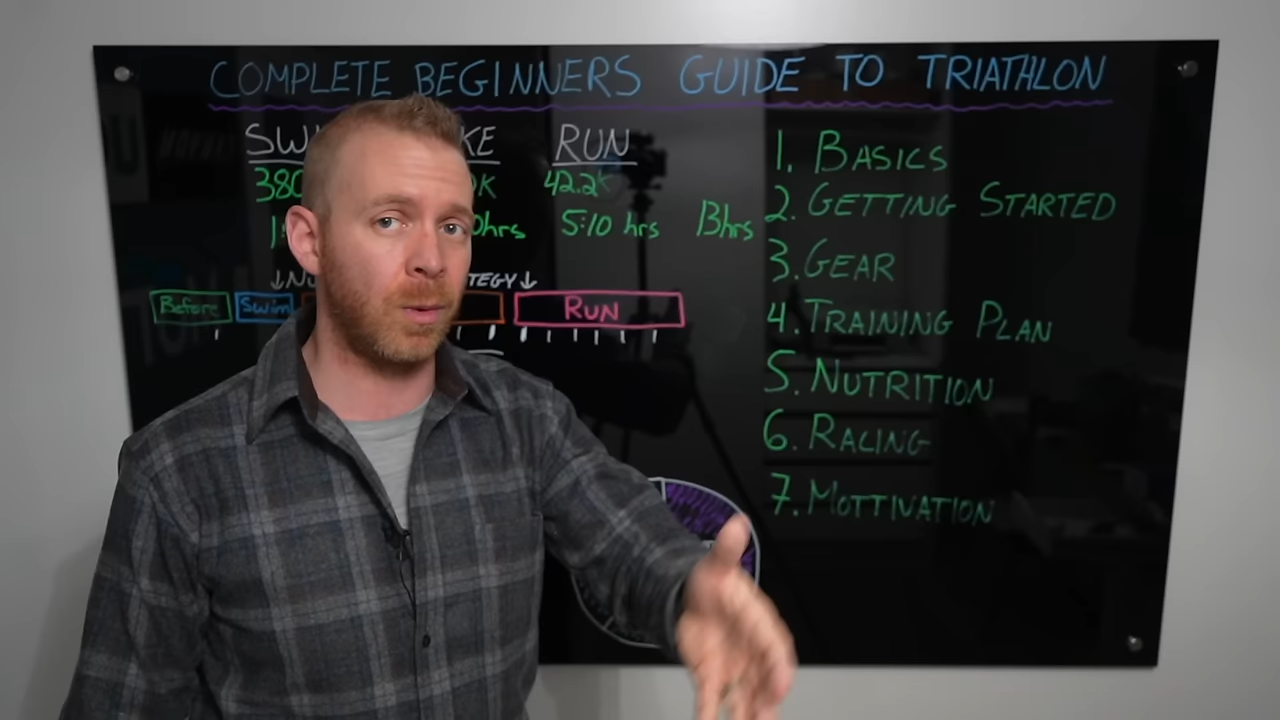 COMPLETE BEGINNERS GUIDE TO TRIATHLON
RUN
42.2K
5:10 hrs
13hrs
Before
Swim
RUN
1. BASICS
2. GETTING STARTED
3. GEAR
4. TRAINING PLAN
5. NUTRITION
6. RACING
7. MOTTIVATION